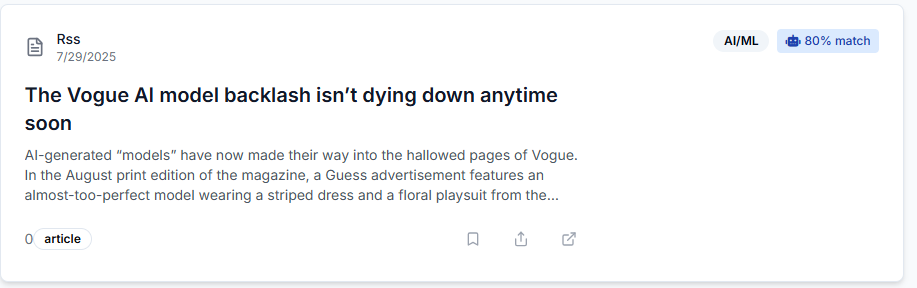 Rss
7/29/2025
AI/ML
80% match
The Vogue AI model backlash isn’t dying down anytime
soon
AI-generated “models” have now made their way into the hallowed pages of Vogue.
In the August print edition of the magazine, a Guess advertisement features an
almost-too-perfect model wearing a striped dress and a floral playsuit from the...
0 article